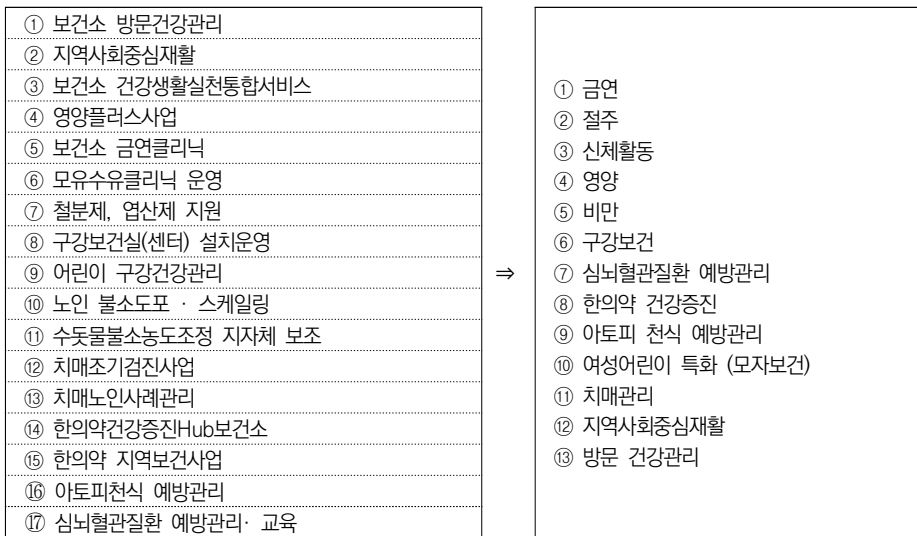 ① 보건소 방문건강관리
② 지역사회중심재활
③ 보건소 건강생활실천통합서비스
④ 영양플러스사업
⑤ 보건소 금연클리닉
⑥ 모유수유클리닉 운영
⑦ 철분제, 엽산제 지원
⑧ 구강보건실(센터) 설치운영
⑨ 어린이 구강건강관리
⑩ 노인 불소도포 · 스케일링
⑪ 수돗물불소농도조정 지자체 보조
⑫ 치매조기검진사업
⑬ 치매노인사례관리
⑭ 한의약건강증진Hub보건소
⑮ 한의약 지역보건사업
⑯ 아토피천식 예방관리
⑰ 심뇌혈관질환 예방관리· 교육
⇒
① 금연
② 절주
③ 신체활동
④ 영양
⑤ 비만
⑥ 구강보건
⑦ 심뇌혈관질환 예방관리
⑧ 한의약 건강증진
⑨ 아토피 천식 예방관리
⑩ 여성어린이 특화 (모자보건)
⑪ 치매관리
⑫ 지역사회중심재활
⑬ 방문 건강관리